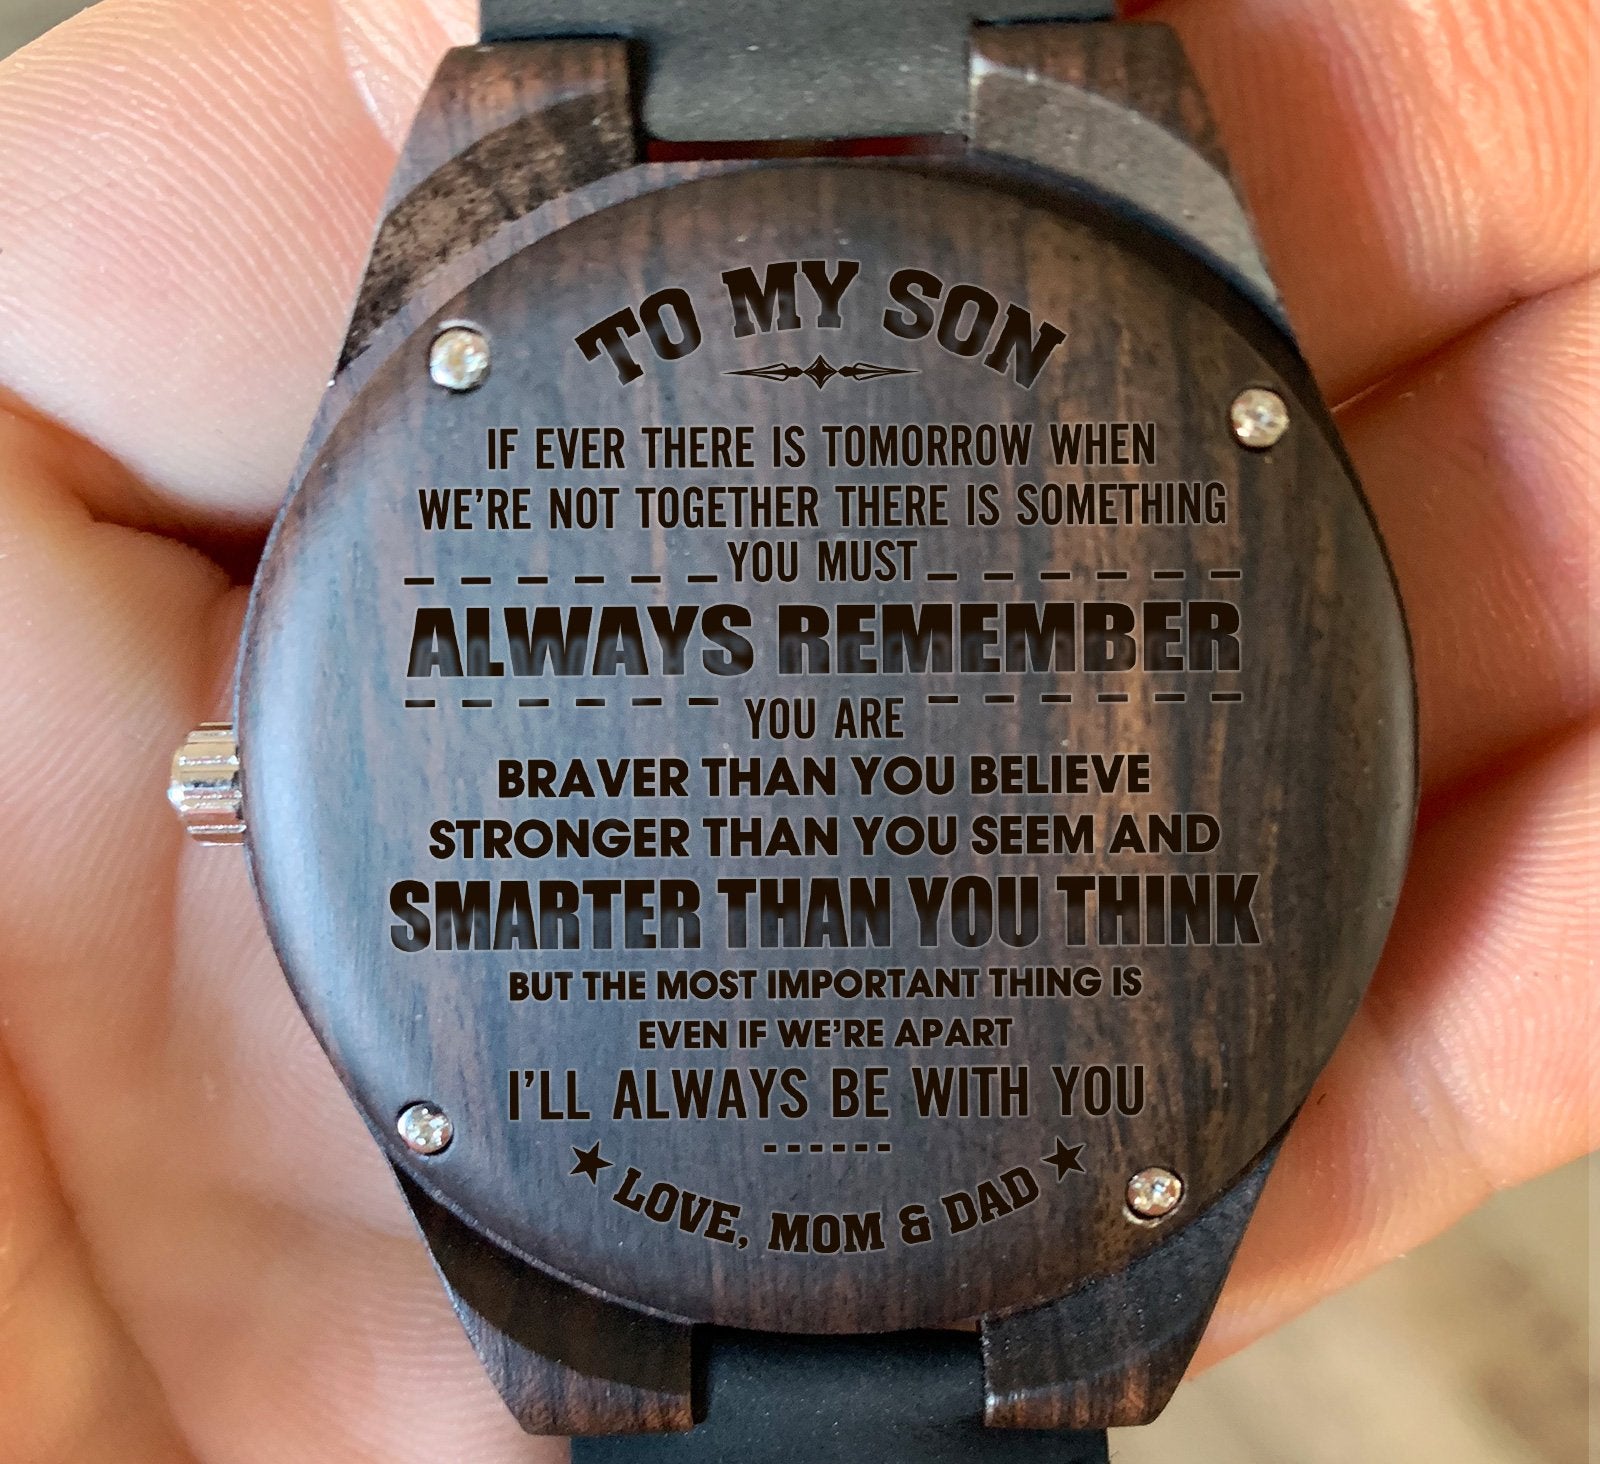 TO MY SON
IF EVER THERE IS TOMORROW WHEN
WE'RE NOT TOGETHER THERE IS SOMETHING
YOU MUST
ALWAYS REMEMBER
YOU ARE
BRAVER THAN YOU BELIEVE
STRONGER THAN YOU SEEM AND
SMARTER THAN YOU THINK
BUT THE MOST IMPORTANT THING IS
EVEN IF WE'RE APART
I'LL ALWAYS BE WITH YOU
LOVE, MOM & DAD